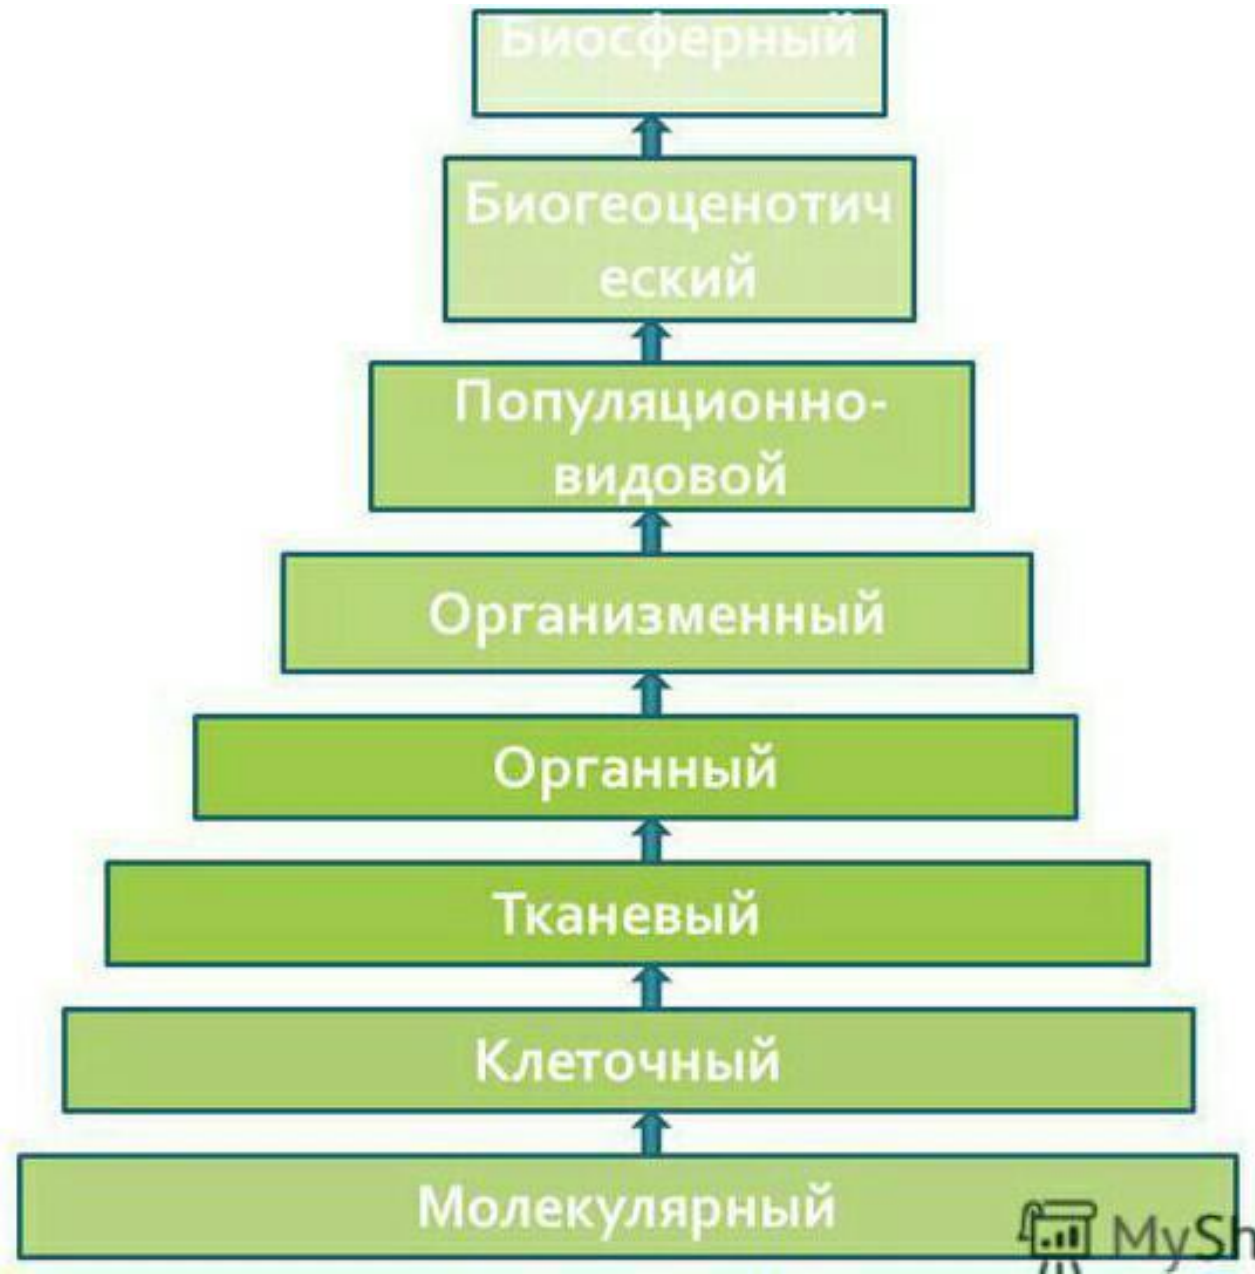 Биосферный
Биогеоценотич
еский
Популяционно-
видовой
Организменный
Органный
Тканевый
Клеточный
Молекулярный
MySh